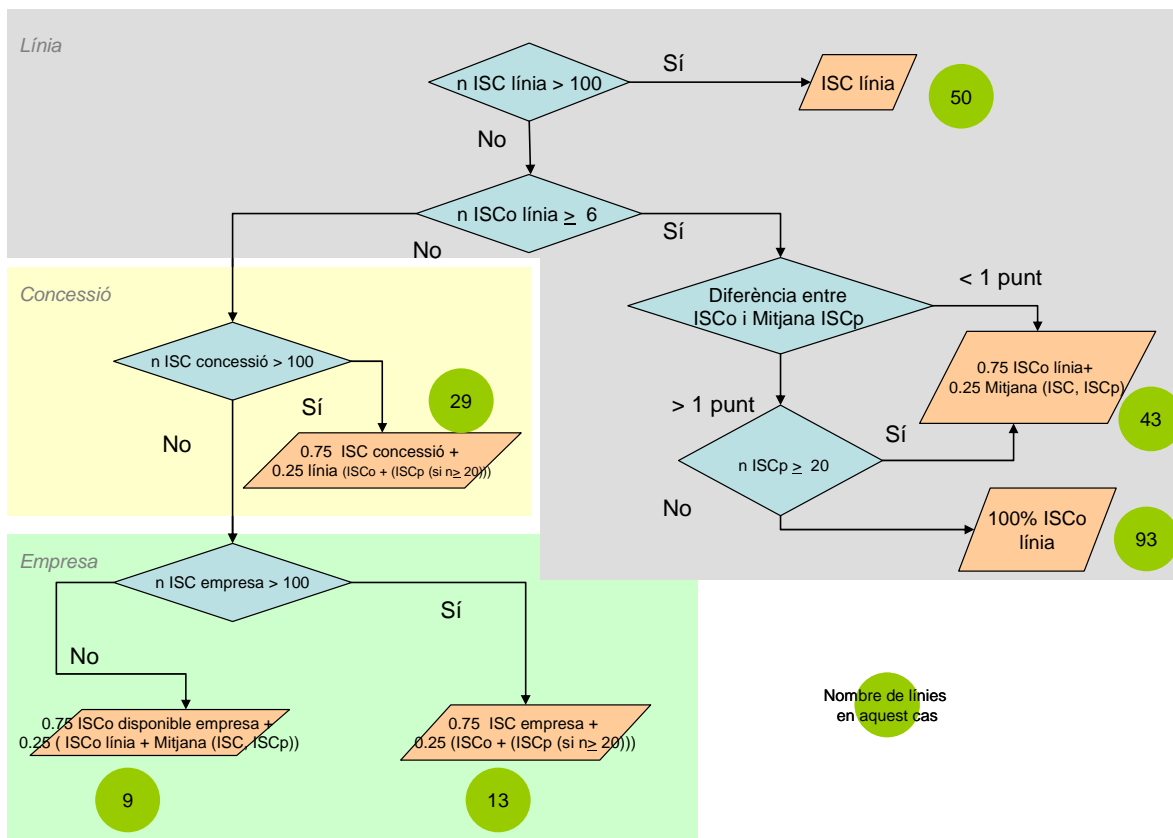 Línia
n ISC línia > 100
Sí
ISC línia
50
No
n ISCo línia ≥ 6
Sí
No
Diferència entre
ISCo i Mitjana ISCp
< 1 punt
0.75 ISCo línia+
0.25 Mitjana (ISC, ISCp)
43
> 1 punt
n ISCp ≥ 20
Sí
No
100% ISCo
línia
93
Concessió
n ISC concessió > 100
Sí
29
No
0.75 ISC concessió +
0.25 línia (ISCo + (ISCp (si n≥ 20)))
Empresa
n ISC empresa > 100
Sí
No
0.75 ISCo disponible empresa +
0.25 ( ISCo línia + Mitjana (ISC, ISCp))
9
0.75 ISC empresa +
0.25 (ISCo + (ISCp (si n≥ 20)))
13
Nombre de línies
en aquest cas